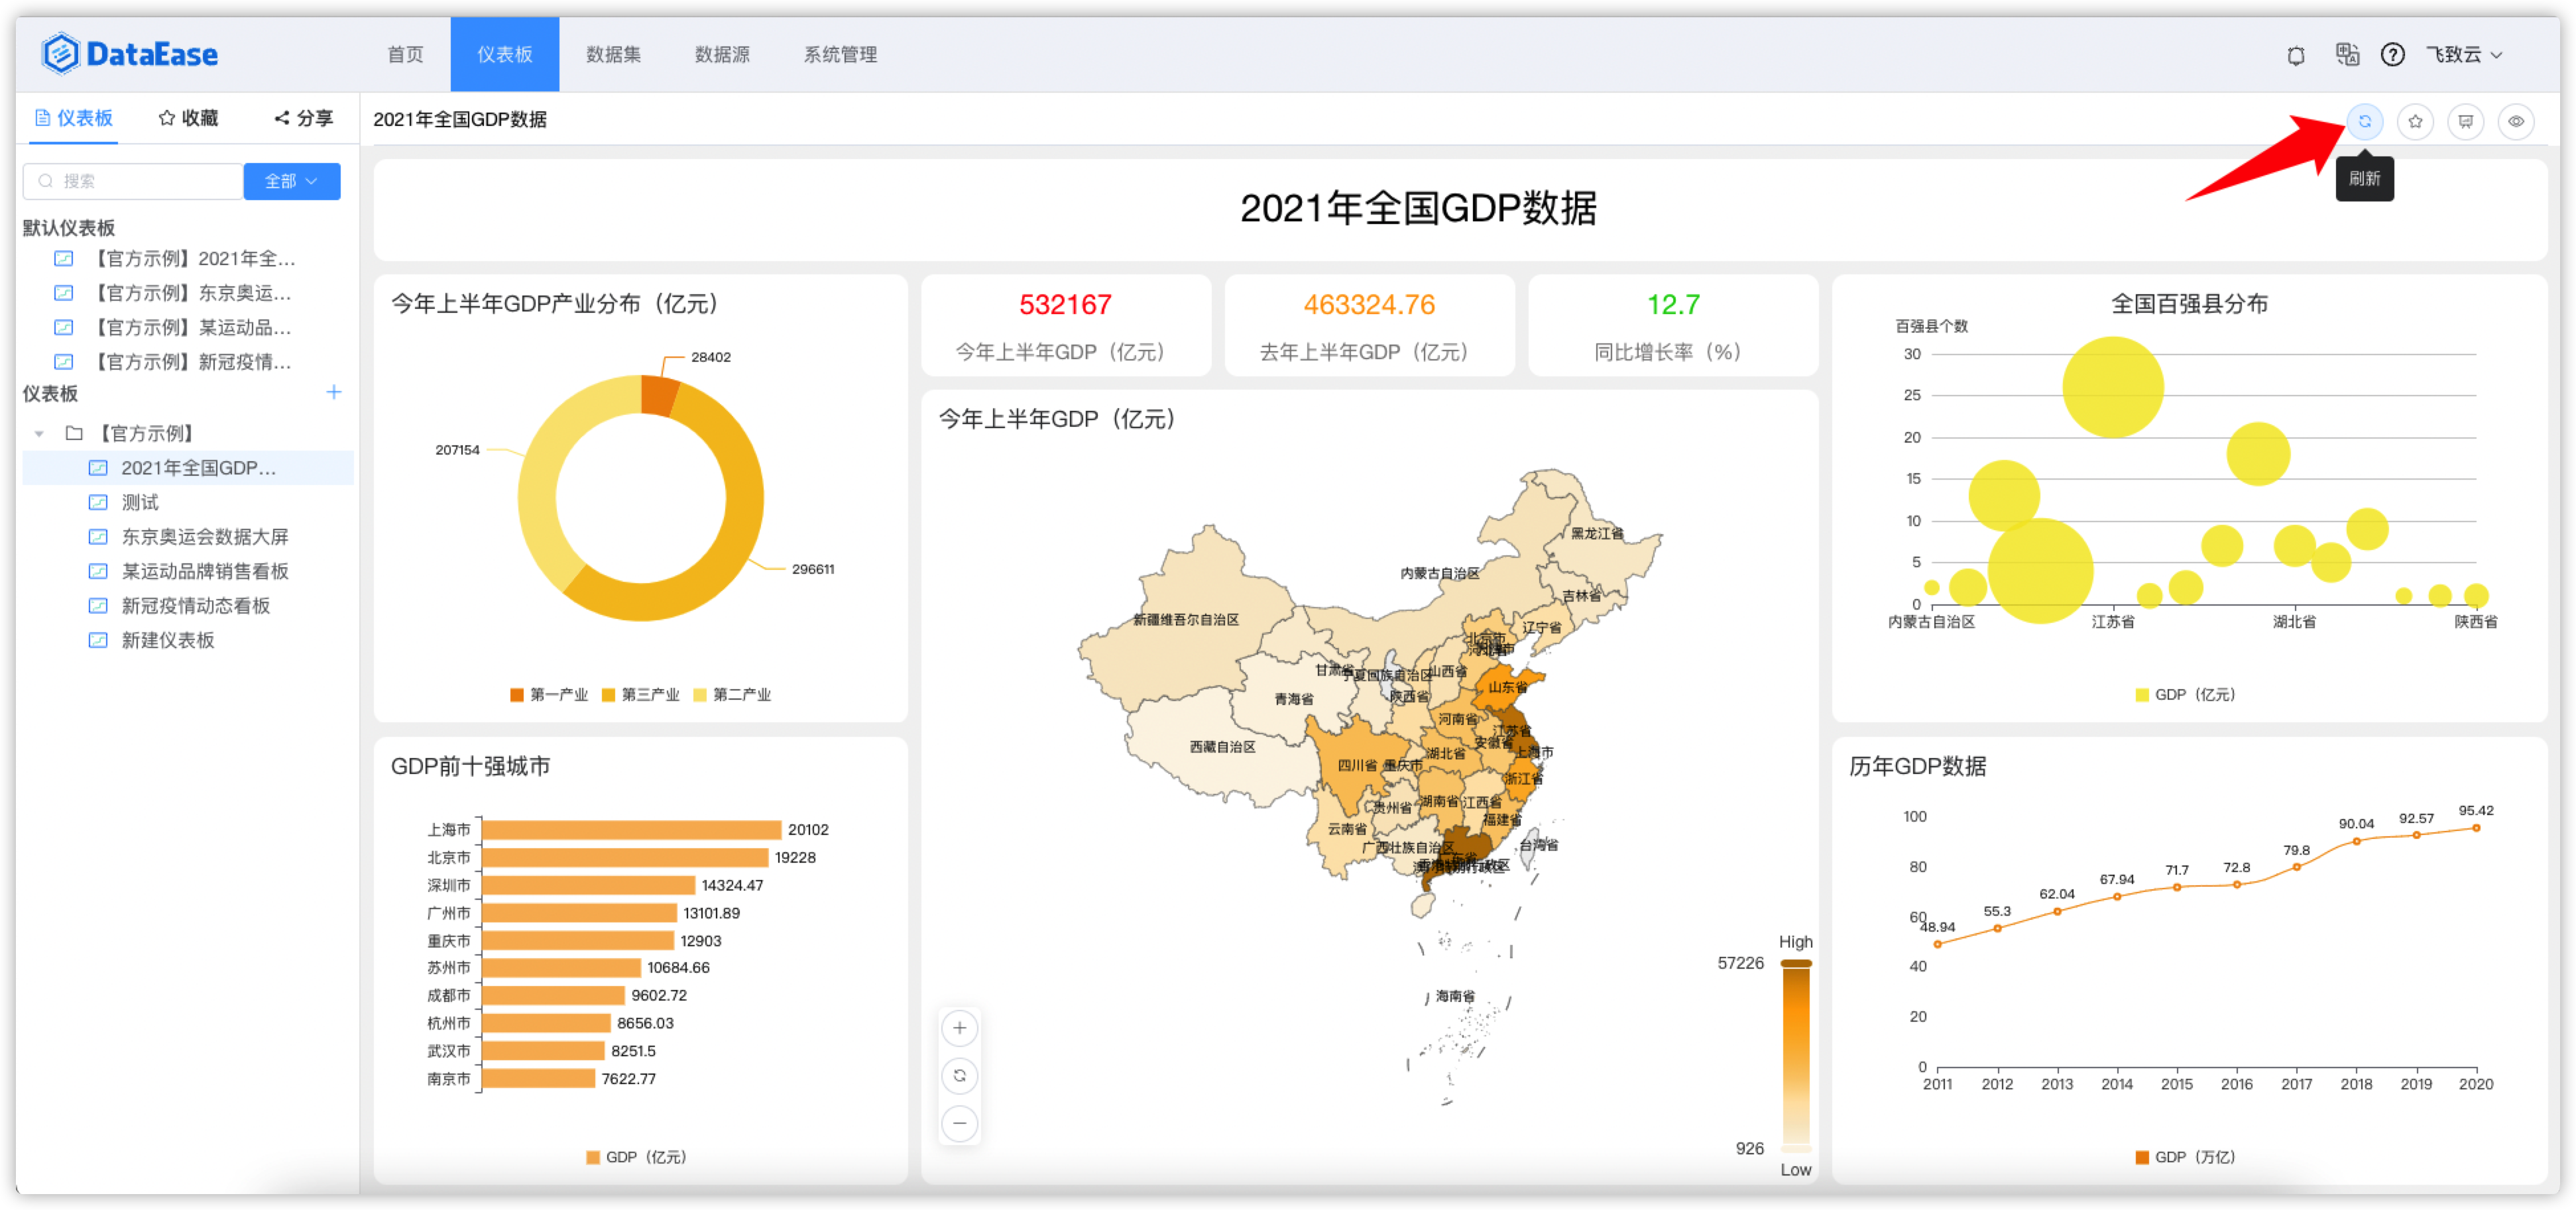 DataEase
首页
仪表板
数据集
数据源
系统管理
飞致云
仪表板
收藏
分享
2021年全国GDP数据
刷新
搜索
全部
默认仪表板
【官方示例】2021年全...
【官方示例】东京奥运...
【官方示例】某运动品...
【官方示例】新冠疫情...
仪表板
【官方示例】
2021年全国GDP...
测试
东京奥运会数据大屏
某运动品牌销售看板
新冠疫情动态看板
新建仪表板
2021年全国GDP数据
今年上半年GDP产业分布（亿元）
28402
207154
296611
第一产业
第三产业
第二产业
532167
今年上半年GDP（亿元）
463324.76
去年上半年GDP（亿元）
12.7
同比增长率（%）
今年上半年GDP（亿元）
黑龙江省
内蒙古自治区
吉林省
新疆维吾尔自治区
辽宁省
北京市
甘肃省
宁夏回族自治区
山西省
山东省
青海省
陕西省
河南省
江苏省
西藏自治区
安徽省
上海市
湖北省
四川省
重庆市
浙江省
贵州省
湖南省
江西省
云南省
福建省
广西壮族自治区
台湾省
海南省
High
57226
926
Low
全国百强县分布
百强县个数
30
25
20
15
10
5
0
内蒙古自治区
江苏省
湖北省
陕西省
GDP（亿元）
GDP前十强城市
上海市 20102
北京市 19228
深圳市 14324.47
广州市 13101.89
重庆市 12903
苏州市 10684.66
成都市 9602.72
杭州市 8656.03
武汉市 8251.5
南京市 7622.77
GDP（亿元）
历年GDP数据
100
80
60
40
20
0
48.94
55.3
62.04
67.94
71.7
72.8
79.8
90.04
92.57
95.42
2011
2012
2013
2014
2015
2016
2017
2018
2019
2020
GDP（万亿）